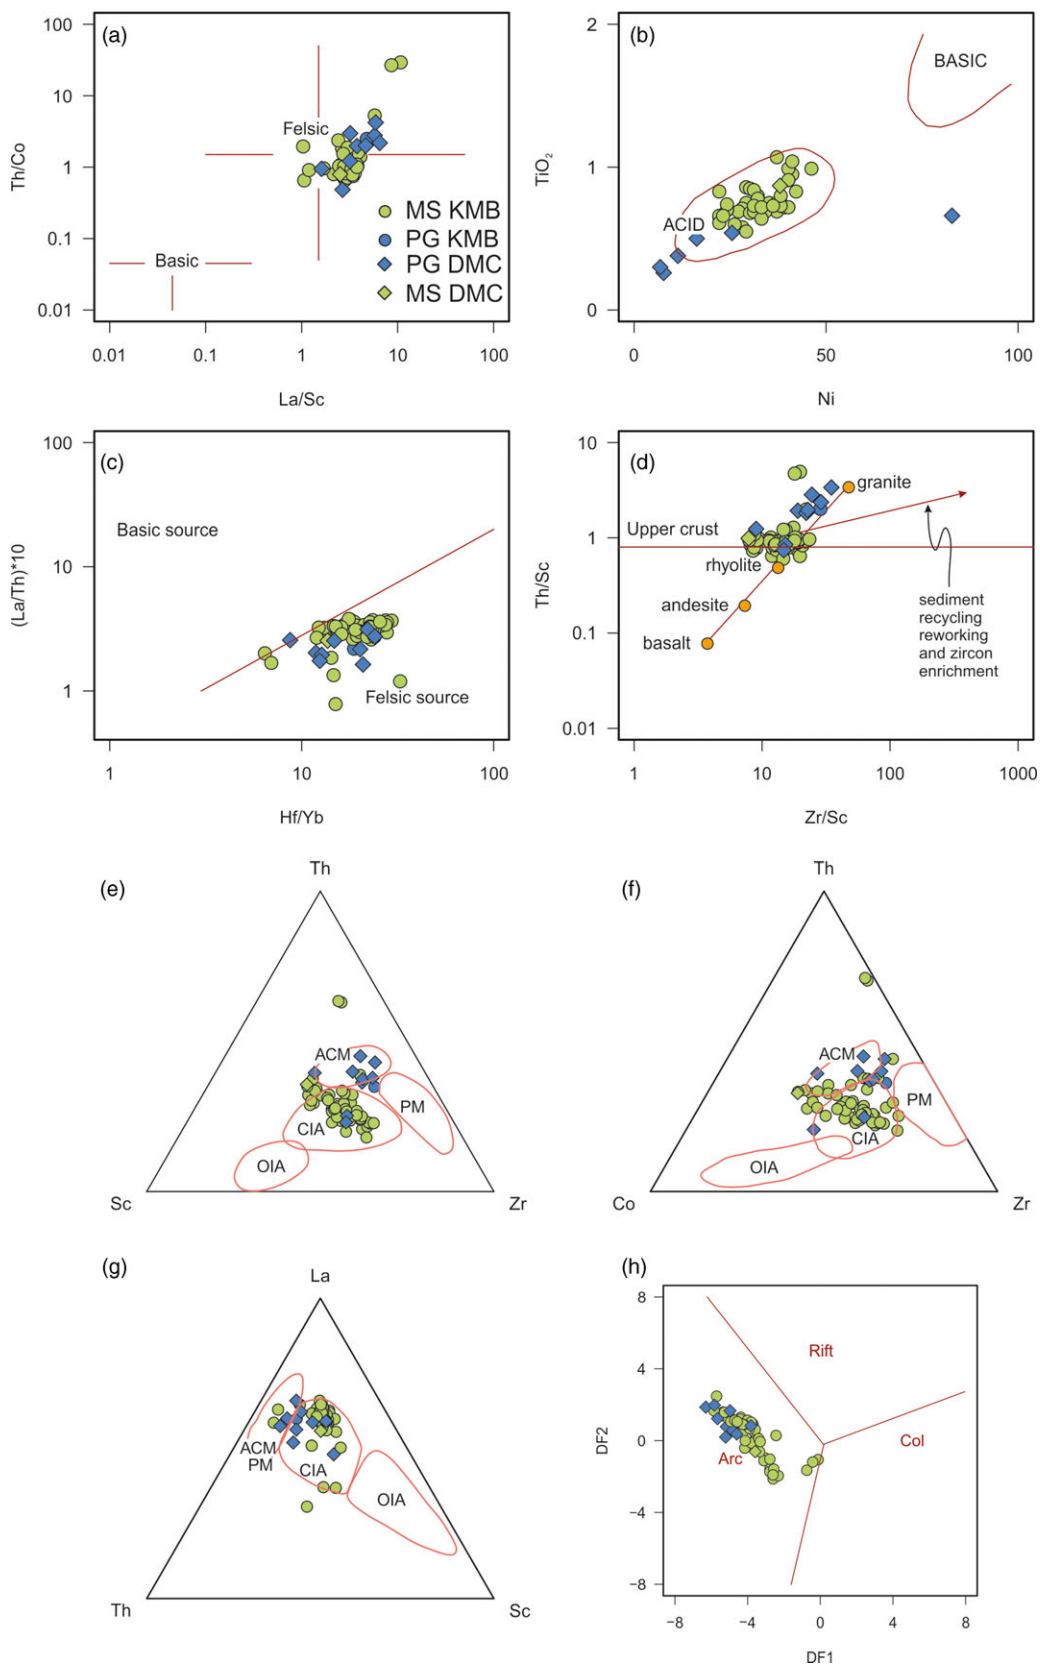 (a)
Th/Co
100
10
1
0.1
0.01
Felsic
Basic
MS KMB
PG KMB
PG DMC
MS DMC
0.01 0.1 1 10 100
La/Sc
(b)
TiO2
2
1
0
BASIC
ACID
0 50 100
Ni
(c)
(La/Th)*10
100
10
1
Basic source
Felsic source
1 10 100
Hf/Yb
(d)
Th/Sc
10
1
0.1
0.01
granite
Upper crust
rhyolite
andesite
basalt
sediment
recycling
reworking
and zircon
enrichment
1 10 100 1000
Zr/Sc
(e)
Th
ACM
PM
CIA
OIA
Sc Zr
(f)
Th
ACM
PM
CIA
OIA
Co Zr
(g)
La
ACM
PM
CIA
OIA
Th Sc
(h)
DF2
8
4
0
−4
−8
Rift
Col
Arc
−8 −4 0 4 8
DF1